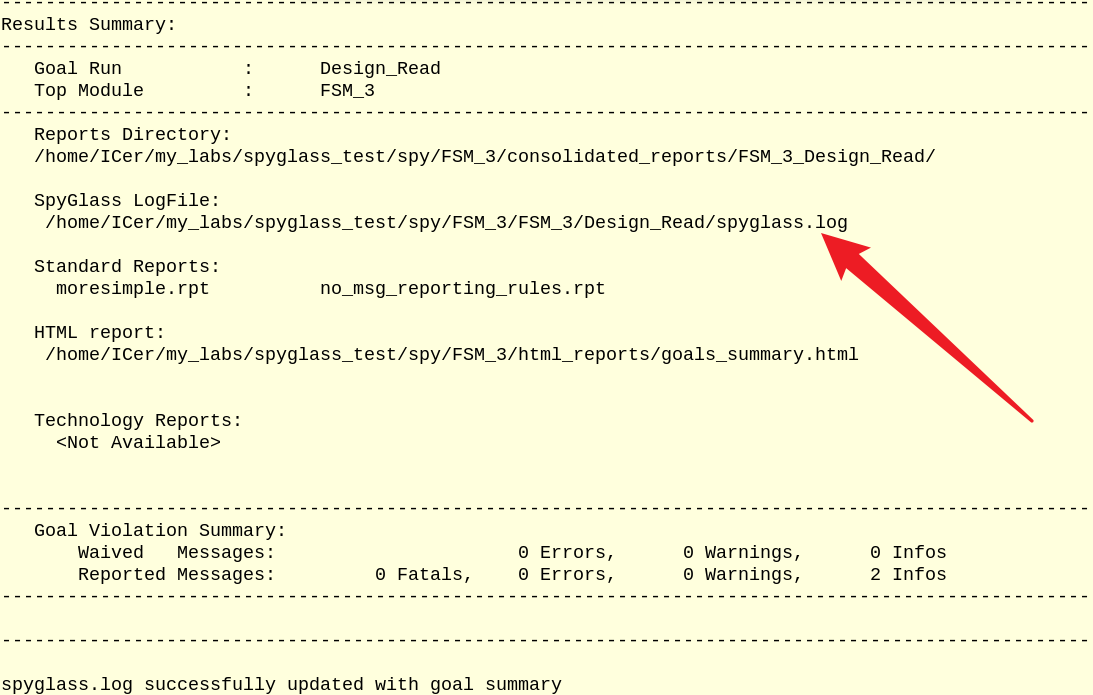 Results Summary:
Goal Run : Design_Read
Top Module : FSM_3
Reports Directory:
/home/ICer/my_labs/spyglass_test/spy/FSM_3/consolidated_reports/FSM_3_Design_Read/
SpyGlass LogFile:
/home/ICer/my_labs/spyglass_test/spy/FSM_3/FSM_3/Design_Read/spyglass.log
Standard Reports:
moresimple.rpt no_msg_reporting_rules.rpt
HTML report:
/home/ICer/my_labs/spyglass_test/spy/FSM_3/html_reports/goals_summary.html
Technology Reports:
<Not Available>
Goal Violation Summary:
Waived Messages: 0 Errors, 0 Warnings, 0 Infos
Reported Messages: 0 Fatals, 0 Errors, 0 Warnings, 2 Infos
spyglass.log successfully updated with goal summary